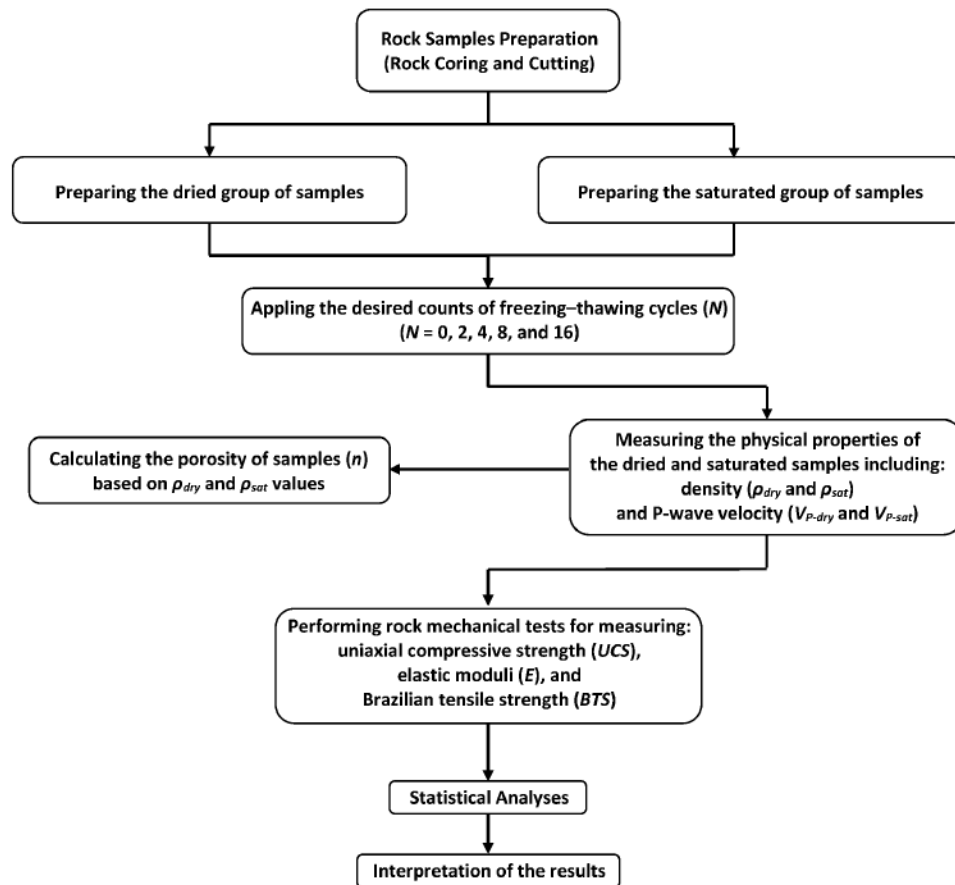 Rock Samples Preparation
(Rock Coring and Cutting)
Preparing the dried group of samples
Preparing the saturated group of samples
Appling the desired counts of freezing–thawing cycles (N)
(N = 0, 2, 4, 8, and 16)
Measuring the physical properties of
the dried and saturated samples including:
density (ρdry and ρsat)
and P-wave velocity (VP-dry and VP-sat)
Calculating the porosity of samples (n)
based on ρdry and ρsat values
Performing rock mechanical tests for measuring:
uniaxial compressive strength (UCS),
elastic moduli (E), and
Brazilian tensile strength (BTS)
Statistical Analyses
Interpretation of the results